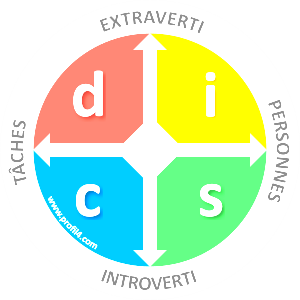 EXTRAVERTI
d
i
TÂCHES
PERSONNES
c
s
www.profil4.com
INTROVERTI